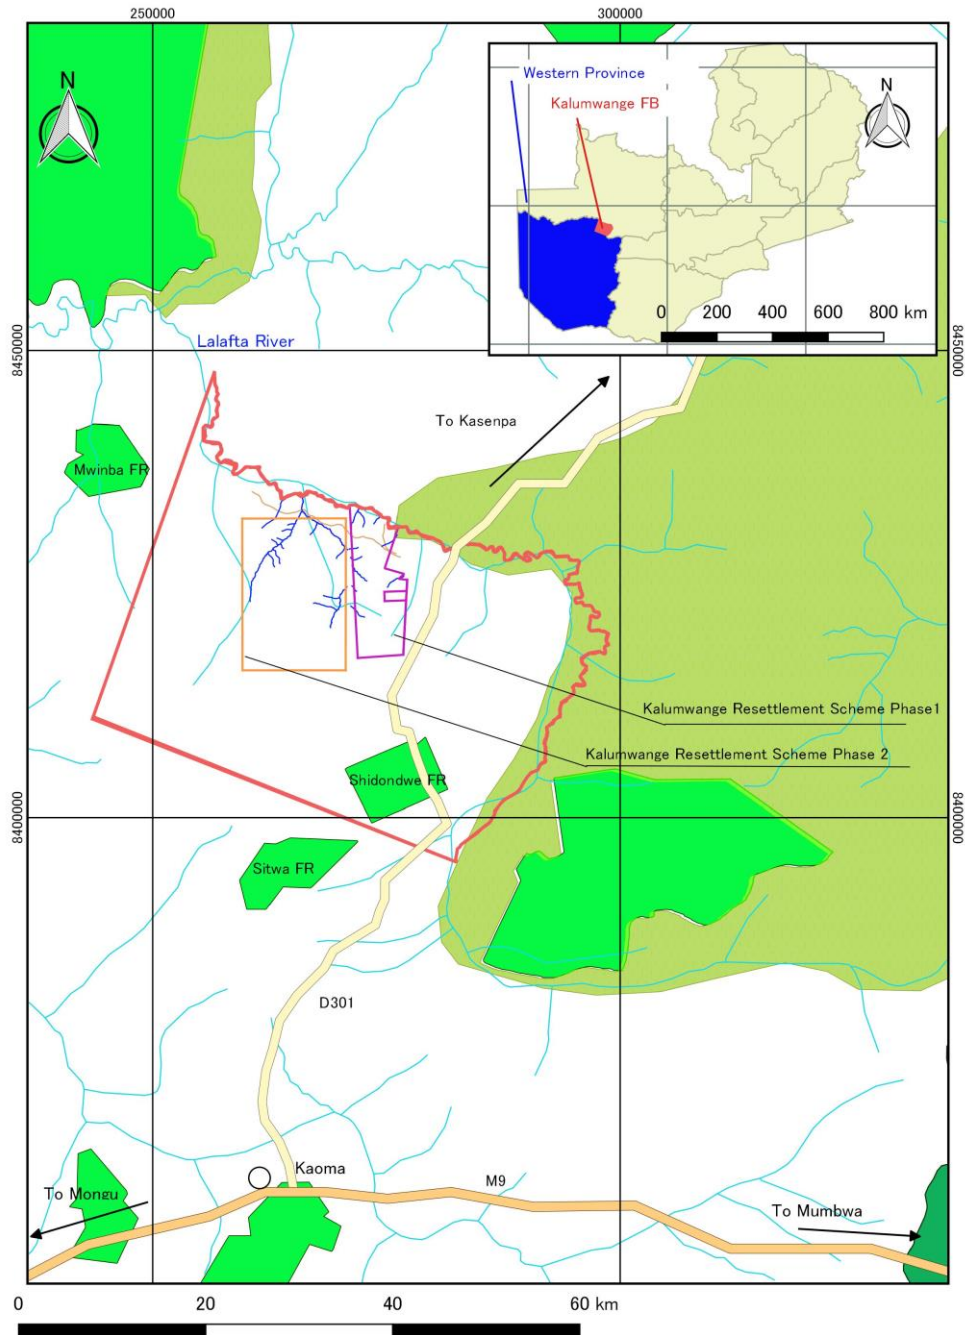 250000
300000
N
Western Province
Kalumwange FB
N
0 200 400 600 800 km
Lalafta River
8450000
8450000
To Kasenpa
Mwinba FR
Kalumwange Resettlement Scheme Phase1
Kalumwange Resettlement Scheme Phase 2
Shidondwe FR
8400000
8400000
Sitwa FR
D301
Kaoma
M9
To Mongu
To Mumbwa
0 20 40 60 km